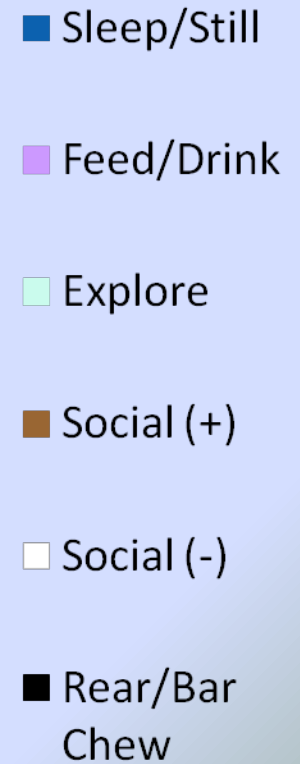 Sleep/Still
Feed/Drink
Explore
Social (+)
Social (-)
Rear/Bar
Chew